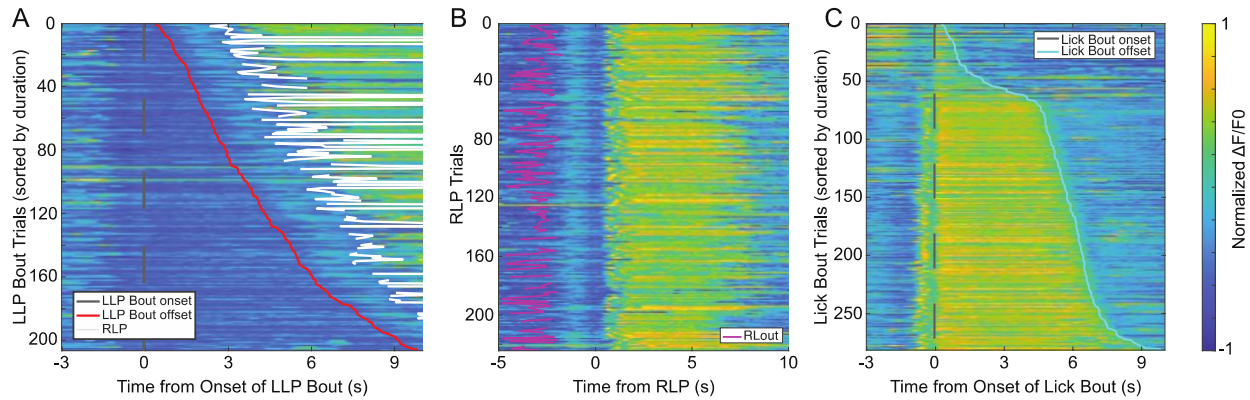 A
LLP Bout Trials (sorted by duration)
0
40
80
120
160
200
LLP Bout onset
LLP Bout offset
RLP
-3
0
3
6
9
Time from Onset of LLP Bout (s)
B
RLP Trials
0
40
80
120
160
200
RLout
-5
0
5
10
Time from RLP (s)
C
Lick Bout Trials (sorted by duration)
0
50
100
150
200
250
Lick Bout onset
Lick Bout offset
-3
0
3
6
9
Time from Onset of Lick Bout (s)
1
Normalized ΔF/F0
-1